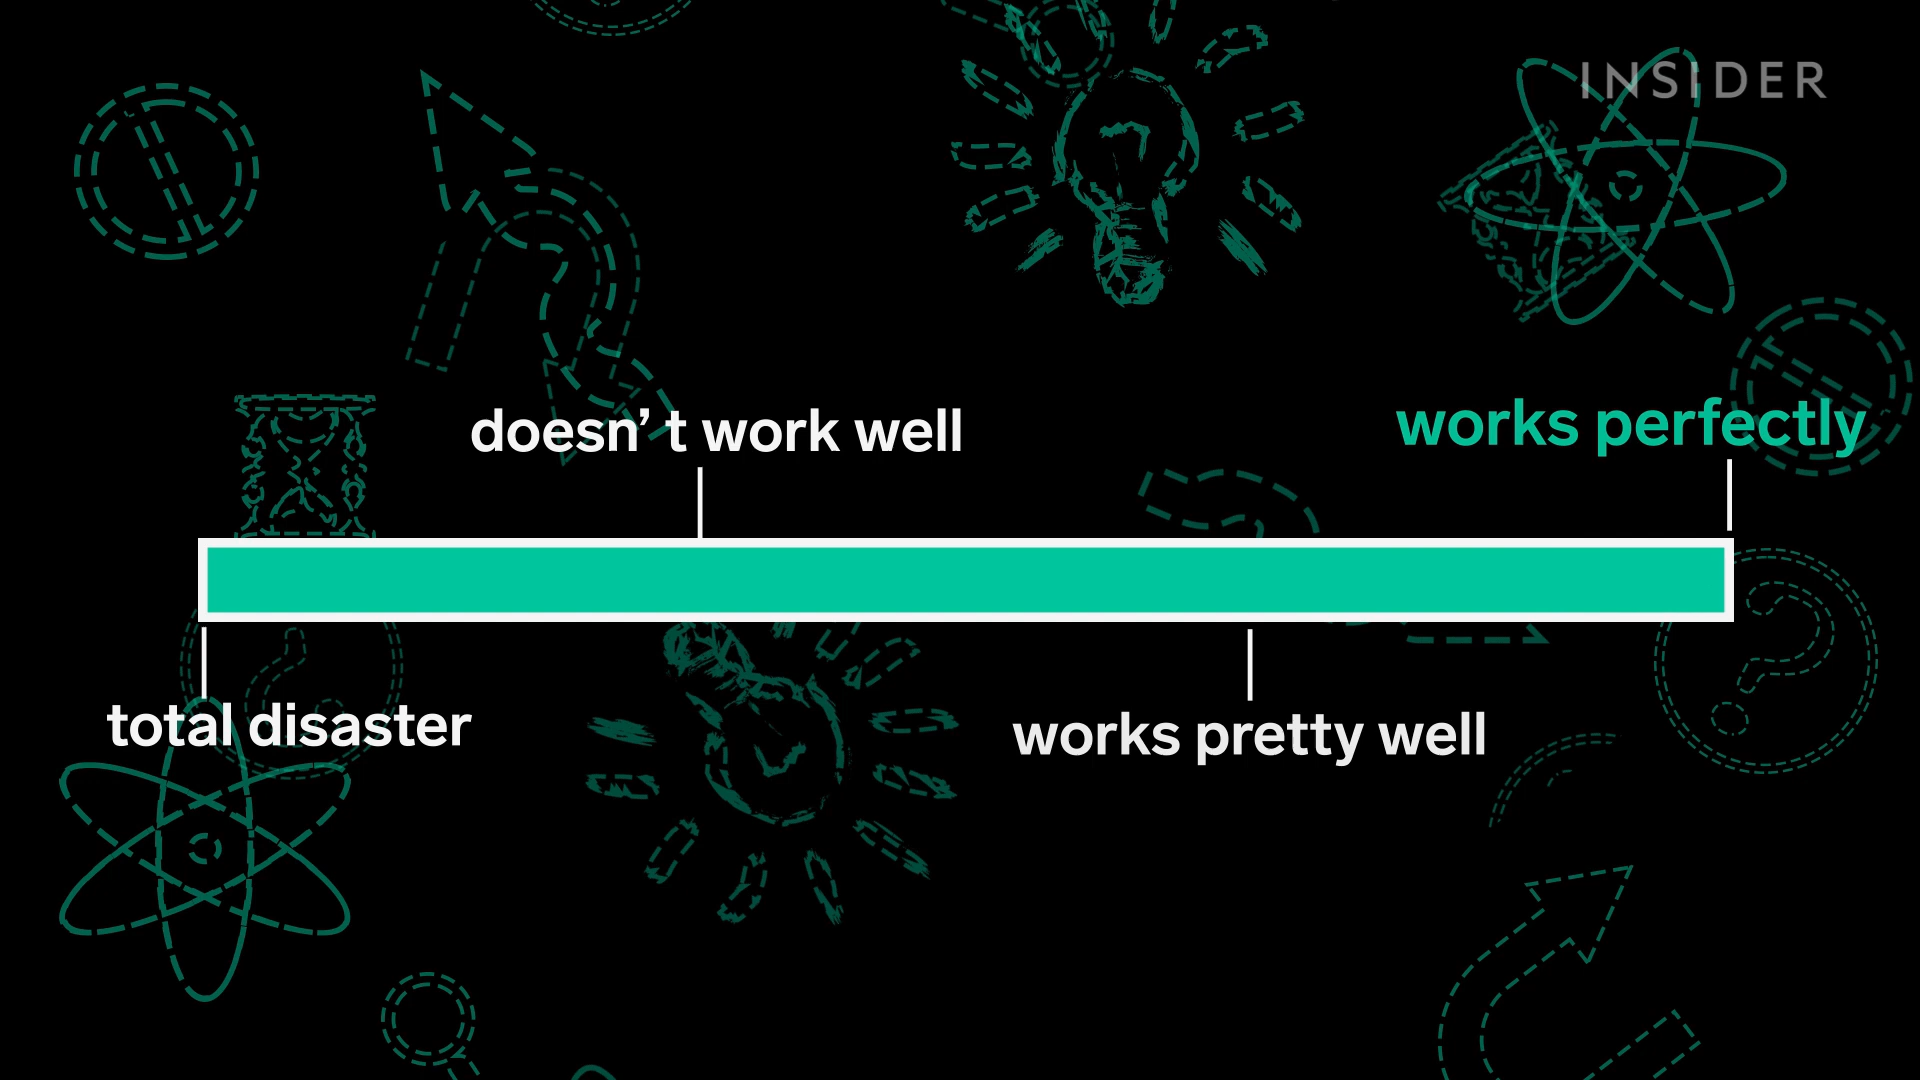 INSIDER
doesn't work well
works perfectly
total disaster
works pretty well